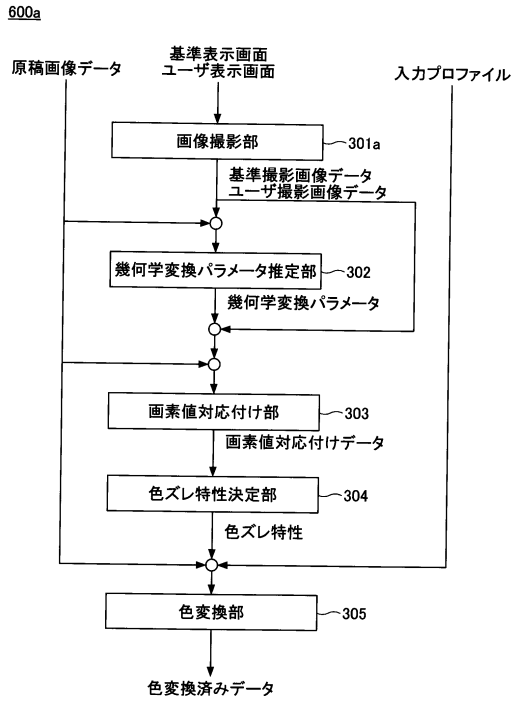 600a
基準表示画面
ユーザ表示画面
原稿画像データ
入力プロファイル
画像撮影部
301a
基準撮影画像データ
ユーザ撮影画像データ
幾何学変換パラメータ推定部
302
幾何学変換パラメータ
画素値対応付け部
303
画素値対応付けデータ
色ズレ特性決定部
304
色ズレ特性
色変換部
305
色変換済みデータ